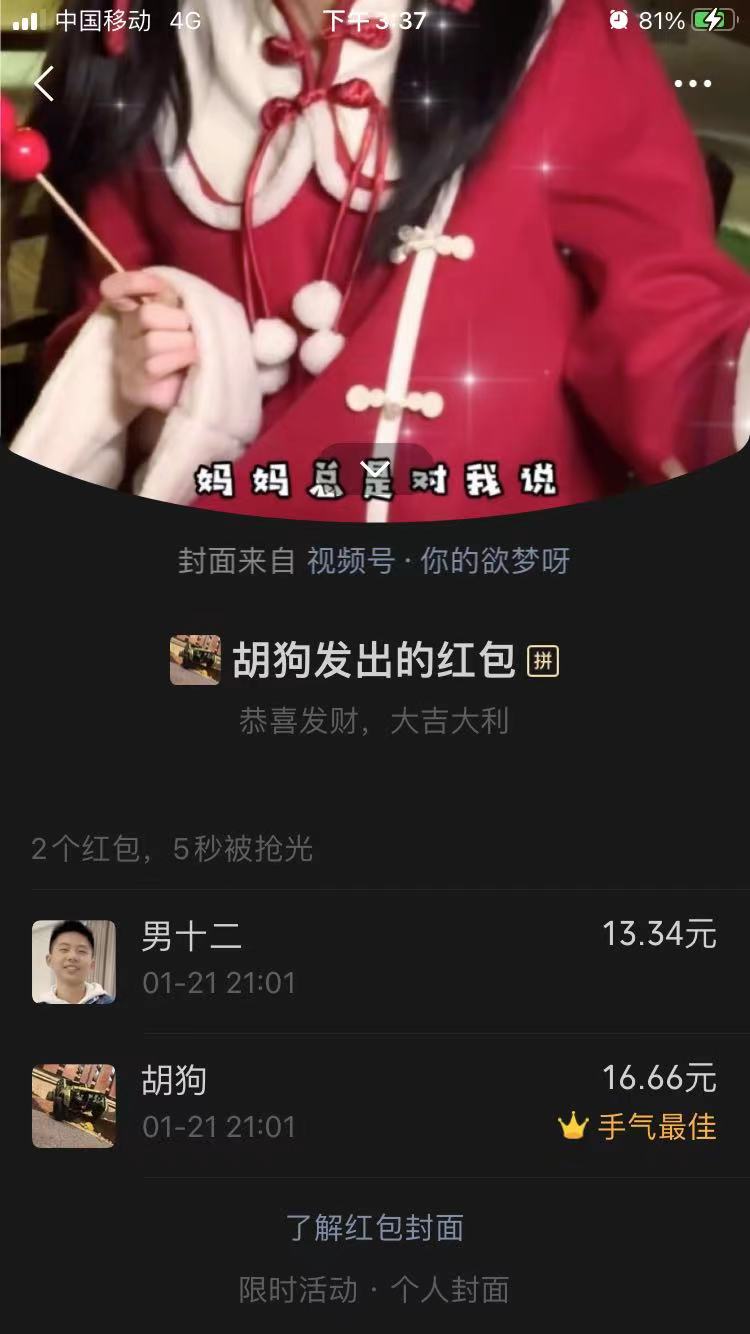 中国移动 4G 下午3:37 81%
妈妈总是对我说
封面来自 视频号·你的欲梦呀
胡狗发出的红包 拼
恭喜发财，大吉大利
2个红包，5秒被抢光
男十二 13.34元
01-21 21:01
胡狗 16.66元
01-21 21:01 手气最佳
了解红包封面
限时活动 · 个人封面